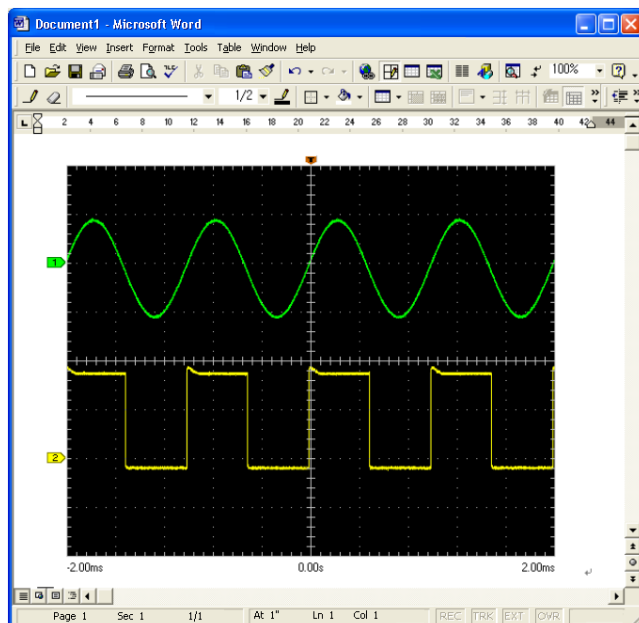 Document1 - Microsoft Word
File Edit View Insert Format Tools Table Window Help
100%
1/2
L 2 4 6 8 10 12 14 16 18 20 22 24 26 28 30 32 34 36 38 40 42 44
T
1
2
-2.00ms 0.00s 2.00ms
Page 1 Sec 1 1/1 At 1" Ln 1 Col 1 REC TRK EXT OVR